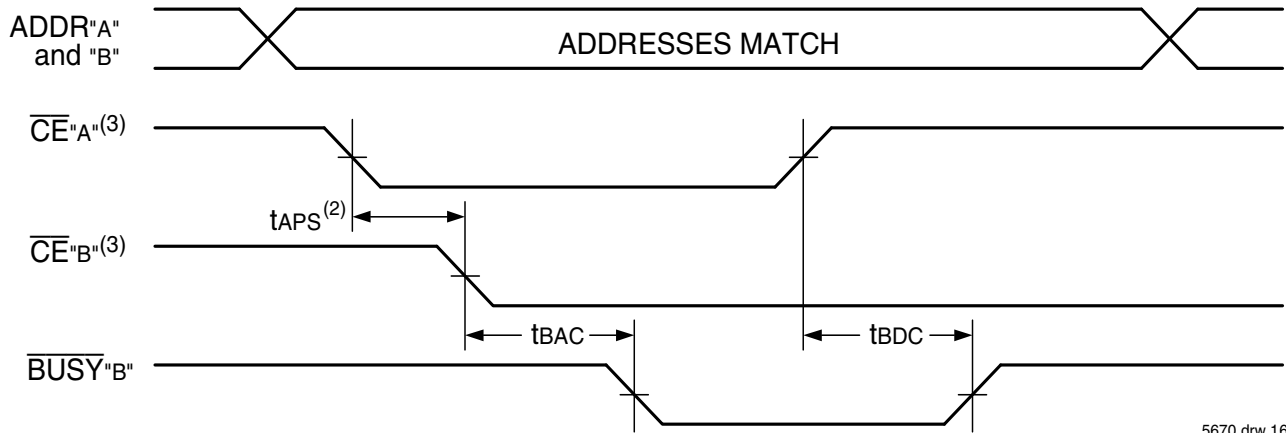 ADDR"A"
and "B"
ADDRESSES MATCH
CE"A"(3)
tAPS(2)
CE"B"(3)
tBAC
tBDC
BUSY"B"
5670 drw 16